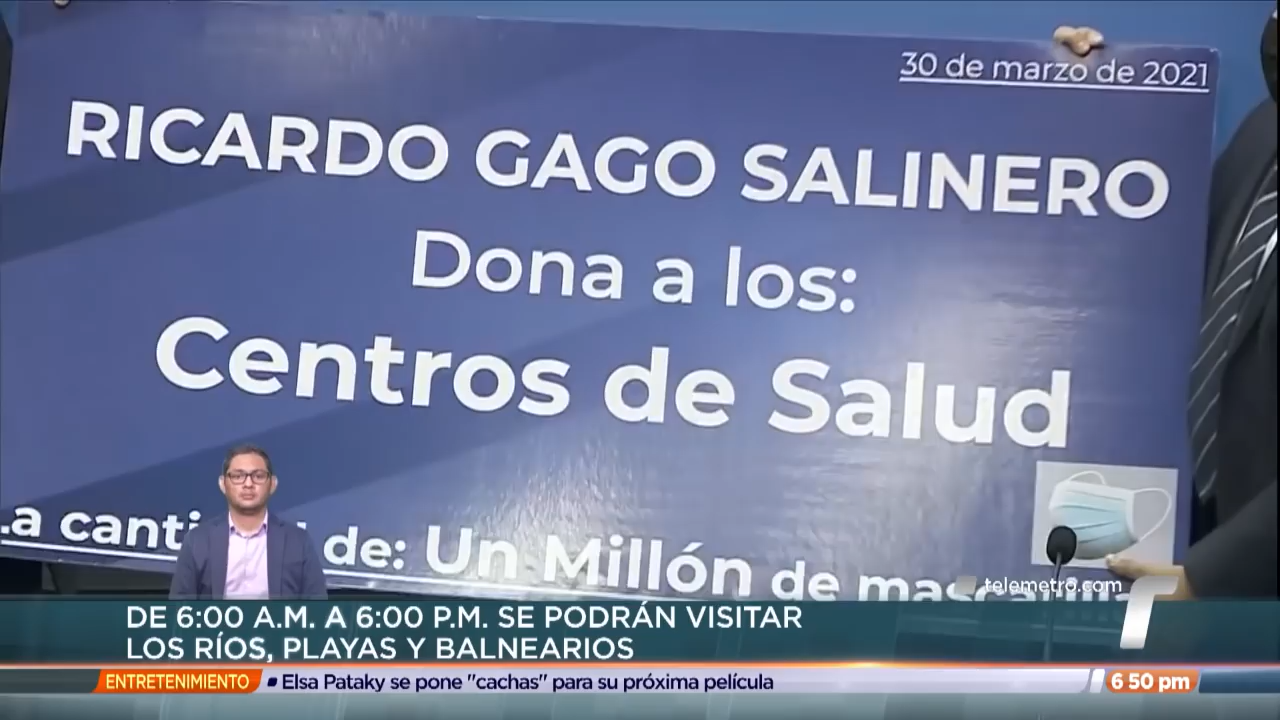 30 de marzo de 2021
RICARDO GAGO SALINERO
Dona a los:
Centros de Salud
de: Un Millón de
telemetro.com
DE 6:00 A.M. A 6:00 P.M. SE PODRÁN VISITAR
LOS RÍOS, PLAYAS Y BALNEARIOS
ENTRETENIMIENTO Elsa Pataky se pone "cachas" para su próxima película 6 50 pm